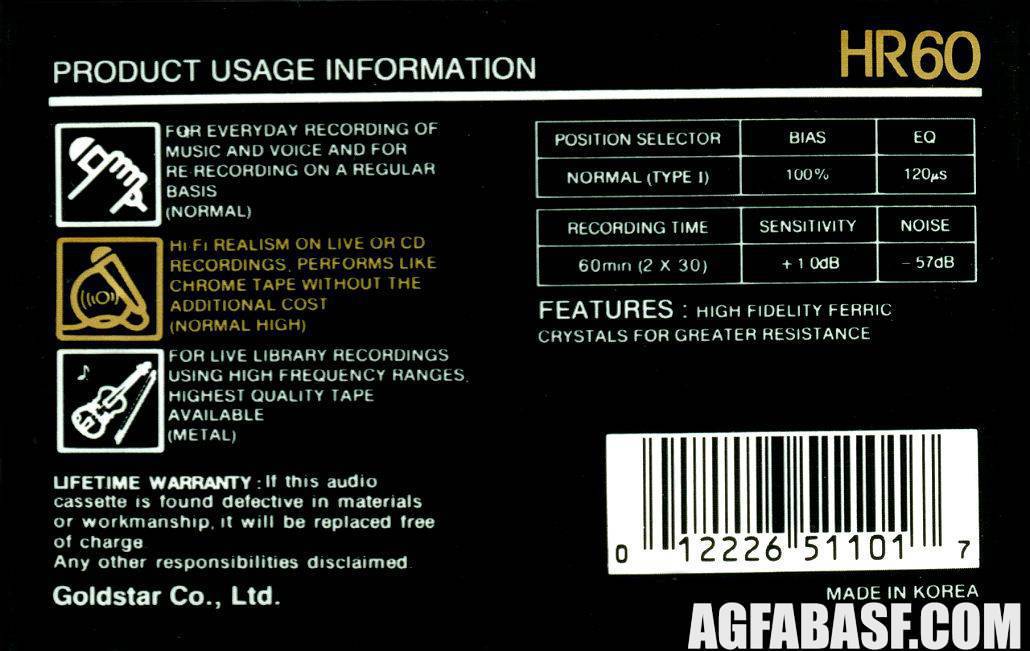 HR60
PRODUCT USAGE INFORMATION
FOR EVERYDAY RECORDING OF
MUSIC AND VOICE AND FOR
RE-RECORDING ON A REGULAR
BASIS
(NORMAL)
HI-FI REALISM ON LIVE OR CD
RECORDINGS, PERFORMS LIKE
CHROME TAPE WITHOUT THE
ADDITIONAL COST
(NORMAL HIGH)
FOR LIVE LIBRARY RECORDINGS
USING HIGH FREQUENCY RANGES,
HIGHEST QUALITY TAPE
AVAILABLE
(METAL)
LIFETIME WARRANTY : If this audio
cassette is found defective in materials
or workmanship, it will be replaced free
of charge
Any other responsibilities disclaimed
Goldstar Co., Ltd.
POSITION SELECTOR BIAS EQ
NORMAL (TYPE I) 100% 120µs
RECORDING TIME SENSITIVITY NOISE
60min (2 X 30) +1 0dB -57dB
FEATURES : HIGH FIDELITY FERRIC
CRYSTALS FOR GREATER RESISTANCE
0 12226 51101 7
MADE IN KOREA
AGFABASF.COM